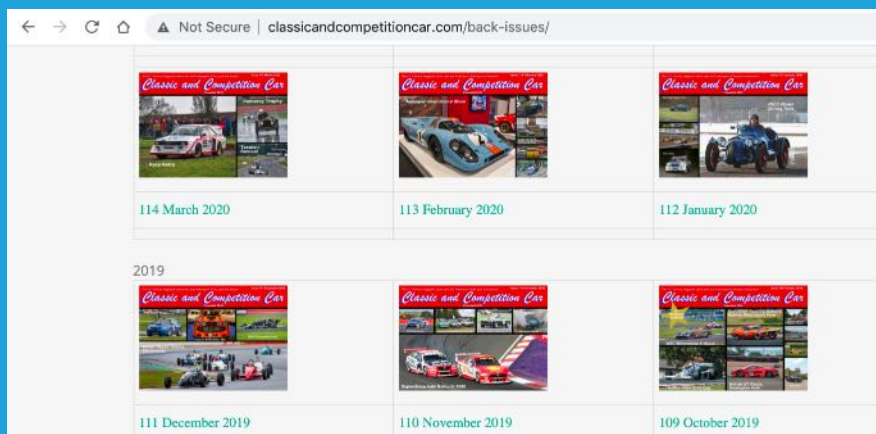 Not Secure | classicandcompetitioncar.com/back-issues/
Classic and Competition Car
Classic and Competition Car
Classic and Competition Car
114 March 2020
113 February 2020
112 January 2020
2019
Classic and Competition Car
Classic and Competition Car
Classic and Competition Car
111 December 2019
110 November 2019
109 October 2019